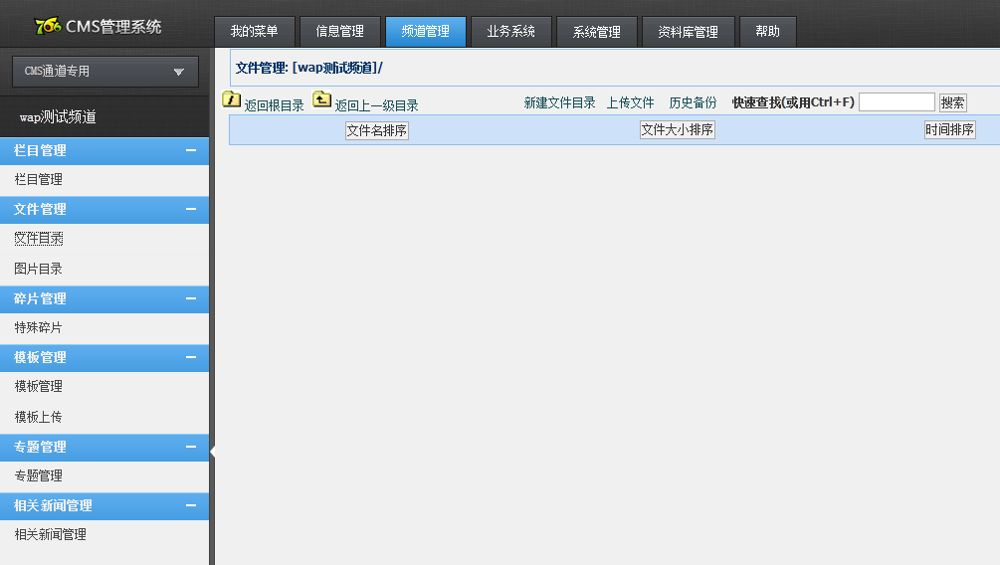 766 CMS管理系统
我的菜单 信息管理 频道管理 业务系统 系统管理 资料库管理 帮助
CMS通道专用
wap测试频道
栏目管理
栏目管理
文件管理
文件目录
图片目录
碎片管理
特殊碎片
模板管理
模板管理
模板上传
专题管理
专题管理
相关新闻管理
相关新闻管理
文件管理: [wap测试频道]/
返回根目录 返回上一级目录 新建文件目录 上传文件 历史备份 快速查找(或用Ctrl+F) 搜索
文件名排序 文件大小排序 时间排序